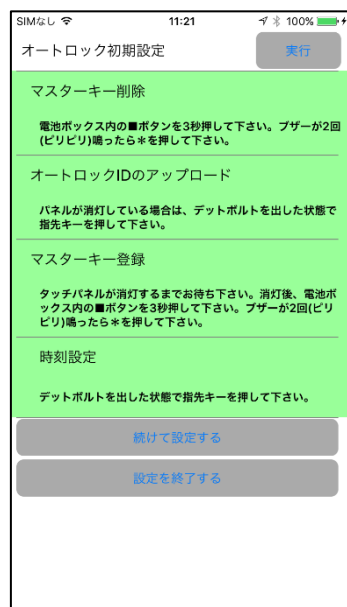 SIMなし 11:21 100%
オートロック初期設定 実行
マスターキー削除
電池ボックス内の■ボタンを3秒押して下さい。ブザーが2回
(ピリピリ)鳴ったら＊を押して下さい。
オートロックIDのアップロード
パネルが消灯している場合は、デットボルトを出した状態で
指先キーを押して下さい。
マスターキー登録
タッチパネルが消灯するまでお待ち下さい。消灯後、電池ボ
ックス内の■ボタンを3秒押して下さい。ブザーが2回(ピリ
ピリ)鳴ったら＊を押して下さい。
時刻設定
デットボルトを出した状態で指先キーを押して下さい。
続けて設定する
設定を終了する